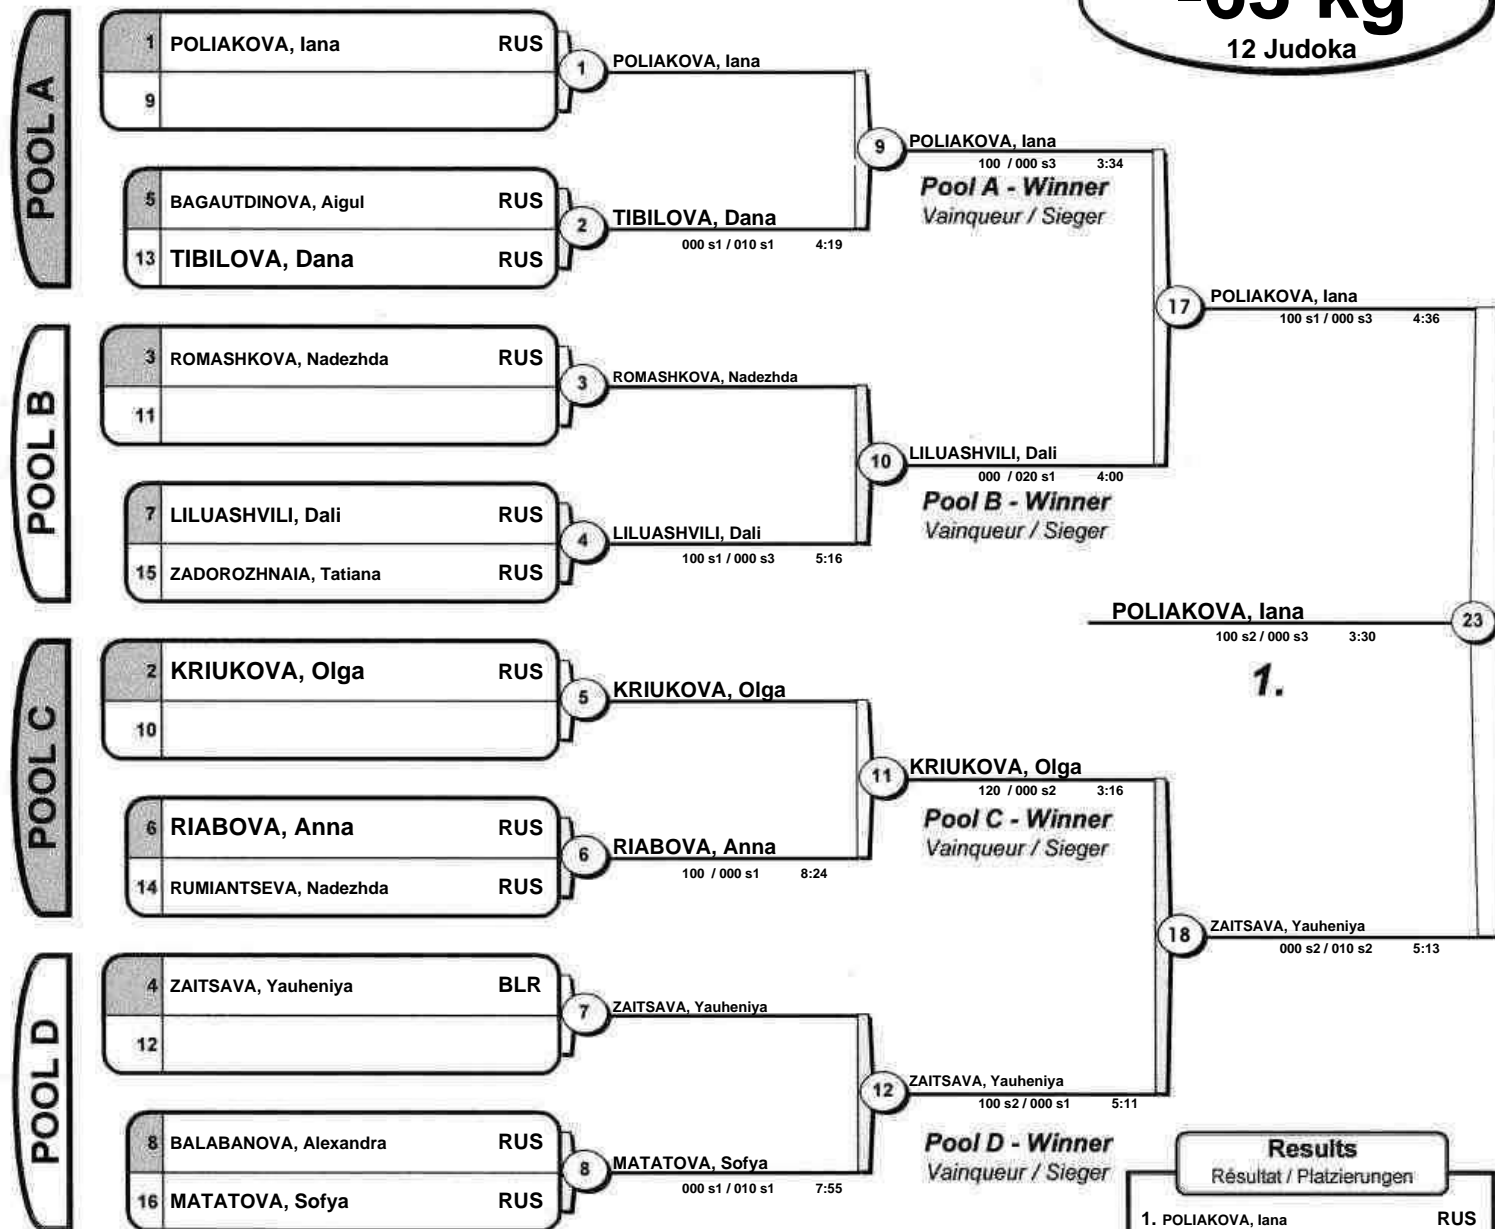 -63 kg
12 Judoka
POOL A
1 POLIAKOVA, Iana RUS
9
1 POLIAKOVA, Iana
5 BAGAUTDINOVA, Aigul RUS
13 TIBILOVA, Dana RUS
2 TIBILOVA, Dana
000 s1 / 010 s1 4:19
9 POLIAKOVA, Iana
100 / 000 s3 3:34
Pool A - Winner
Vainqueur / Sieger
POOL B
3 ROMASHKOVA, Nadezhda RUS
11
3 ROMASHKOVA, Nadezhda
7 LILUASHVILI, Dali RUS
15 ZADOROZHNAIA, Tatiana RUS
4 LILUASHVILI, Dali
100 s1 / 000 s3 5:16
10 LILUASHVILI, Dali
000 / 020 s1 4:00
Pool B - Winner
Vainqueur / Sieger
17 POLIAKOVA, Iana
100 s1 / 000 s3 4:36
POLIAKOVA, Iana 23
100 s2 / 000 s3 3:30
1.
POOL C
2 KRIUKOVA, Olga RUS
10
5 KRIUKOVA, Olga
6 RIABOVA, Anna RUS
14 RUMIANTSEVA, Nadezhda RUS
6 RIABOVA, Anna
100 / 000 s1 8:24
11 KRIUKOVA, Olga
120 / 000 s2 3:16
Pool C - Winner
Vainqueur / Sieger
POOL D
4 ZAITSAVA, Yauheniya BLR
12
7 ZAITSAVA, Yauheniya
8 BALABANOVA, Alexandra RUS
16 MATATOVA, Sofya RUS
8 MATATOVA, Sofya
000 s1 / 010 s1 7:55
12 ZAITSAVA, Yauheniya
100 s2 / 000 s1 5:11
Pool D - Winner
Vainqueur / Sieger
18 ZAITSAVA, Yauheniya
000 s2 / 010 s2 5:13
Results
Résultat / Platzierungen
1. POLIAKOVA, Iana RUS